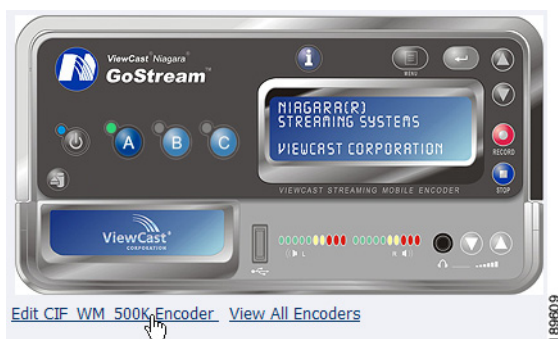 ViewCast Niagara
GoStream™
MENU
NIAGARA(R)
STREAMING SYSTEMS
VIEWCAST CORPORATION
A B C
RECORD
VIEWCAST STREAMING MOBILE ENCODER
STOP
ViewCast®
CORPORATION
L
R
Edit CIF_WM_500K Encoder View All Encoders